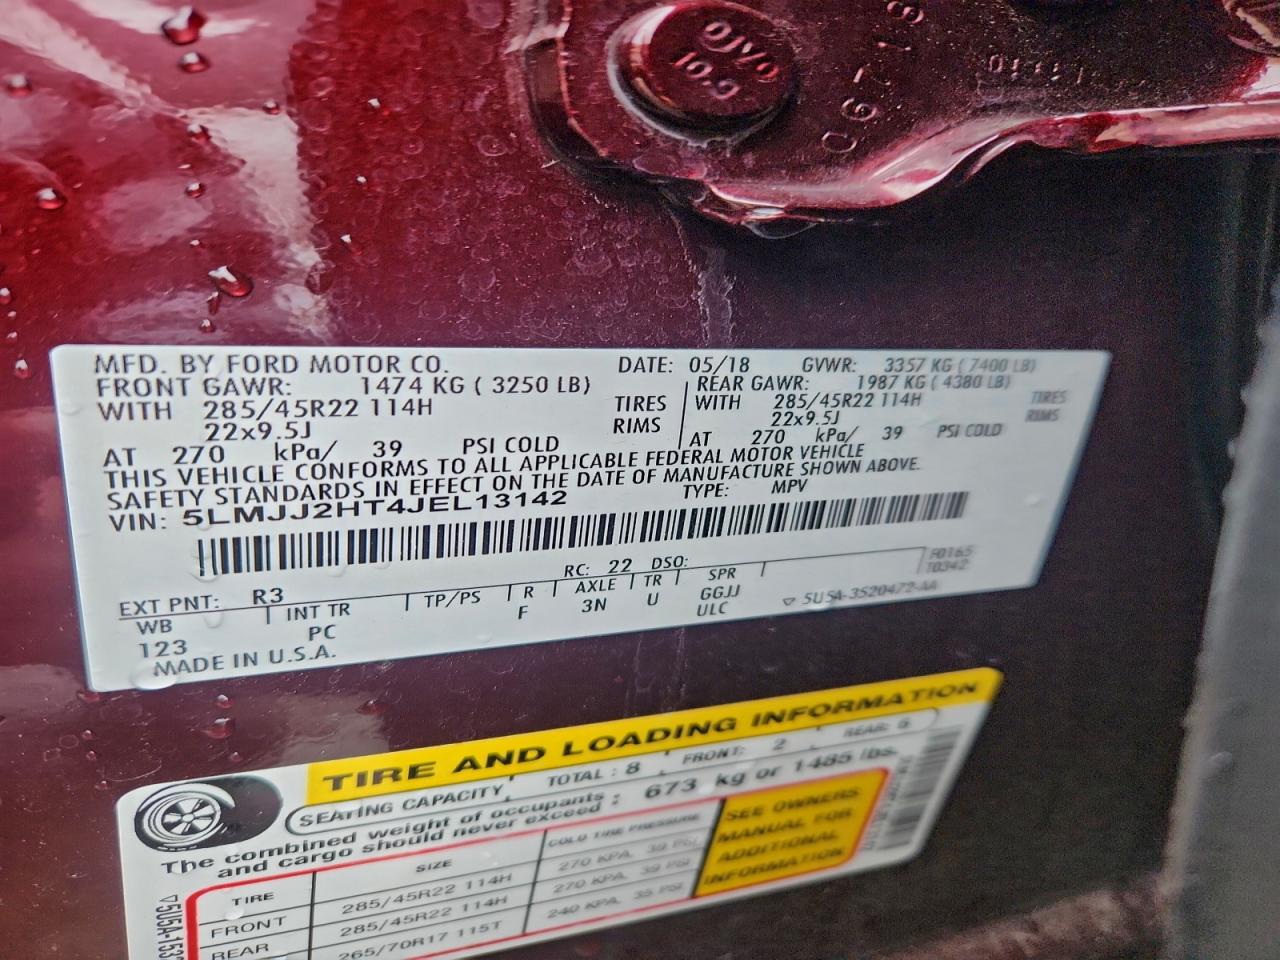 06718
MFD. BY FORD MOTOR CO. DATE: 05/18 GVWR: 3357 KG ( 7400 LB)
FRONT GAWR: 1474 KG ( 3250 LB) REAR GAWR: 1987 KG ( 4380 LB)
WITH 285/45R22 114H TIRES WITH 285/45R22 114H TIRES
22x9.5J RIMS 22x9.5J RIMS
AT 270 kPa/ 39 PSI COLD AT 270 kPa/ 39 PSI COLD
THIS VEHICLE CONFORMS TO ALL APPLICABLE FEDERAL MOTOR VEHICLE
SAFETY STANDARDS IN EFFECT ON THE DATE OF MANUFACTURE SHOWN ABOVE.
VIN: 5LMJJ2HT4JEL13142 TYPE: MPV
EXT PNT: R3 RC: 22 DSO: F0165
WB INT TR TP/PS R AXLE TR SPR T0342
123 PC F 3N U GGJJ 5U5A-3520472-AA
ULC
MADE IN U.S.A.
TIRE AND LOADING INFORMATION
SEATING CAPACITY TOTAL : 8 FRONT: 2 REAR: 6
The combined weight of occupants : 673 kg or 1485 lbs.
and cargo should never exceed
TIRE SIZE COLD TIRE PRESSURE
FRONT 285/45R22 114H 270 KPA, 39 PSI
REAR 285/45R22 114H 270 KPA, 39 PSI
265/70R17 115T 240 KPA, 35 PSI
SEE OWNERS
MANUAL FOR
ADDITIONAL
INFORMATION